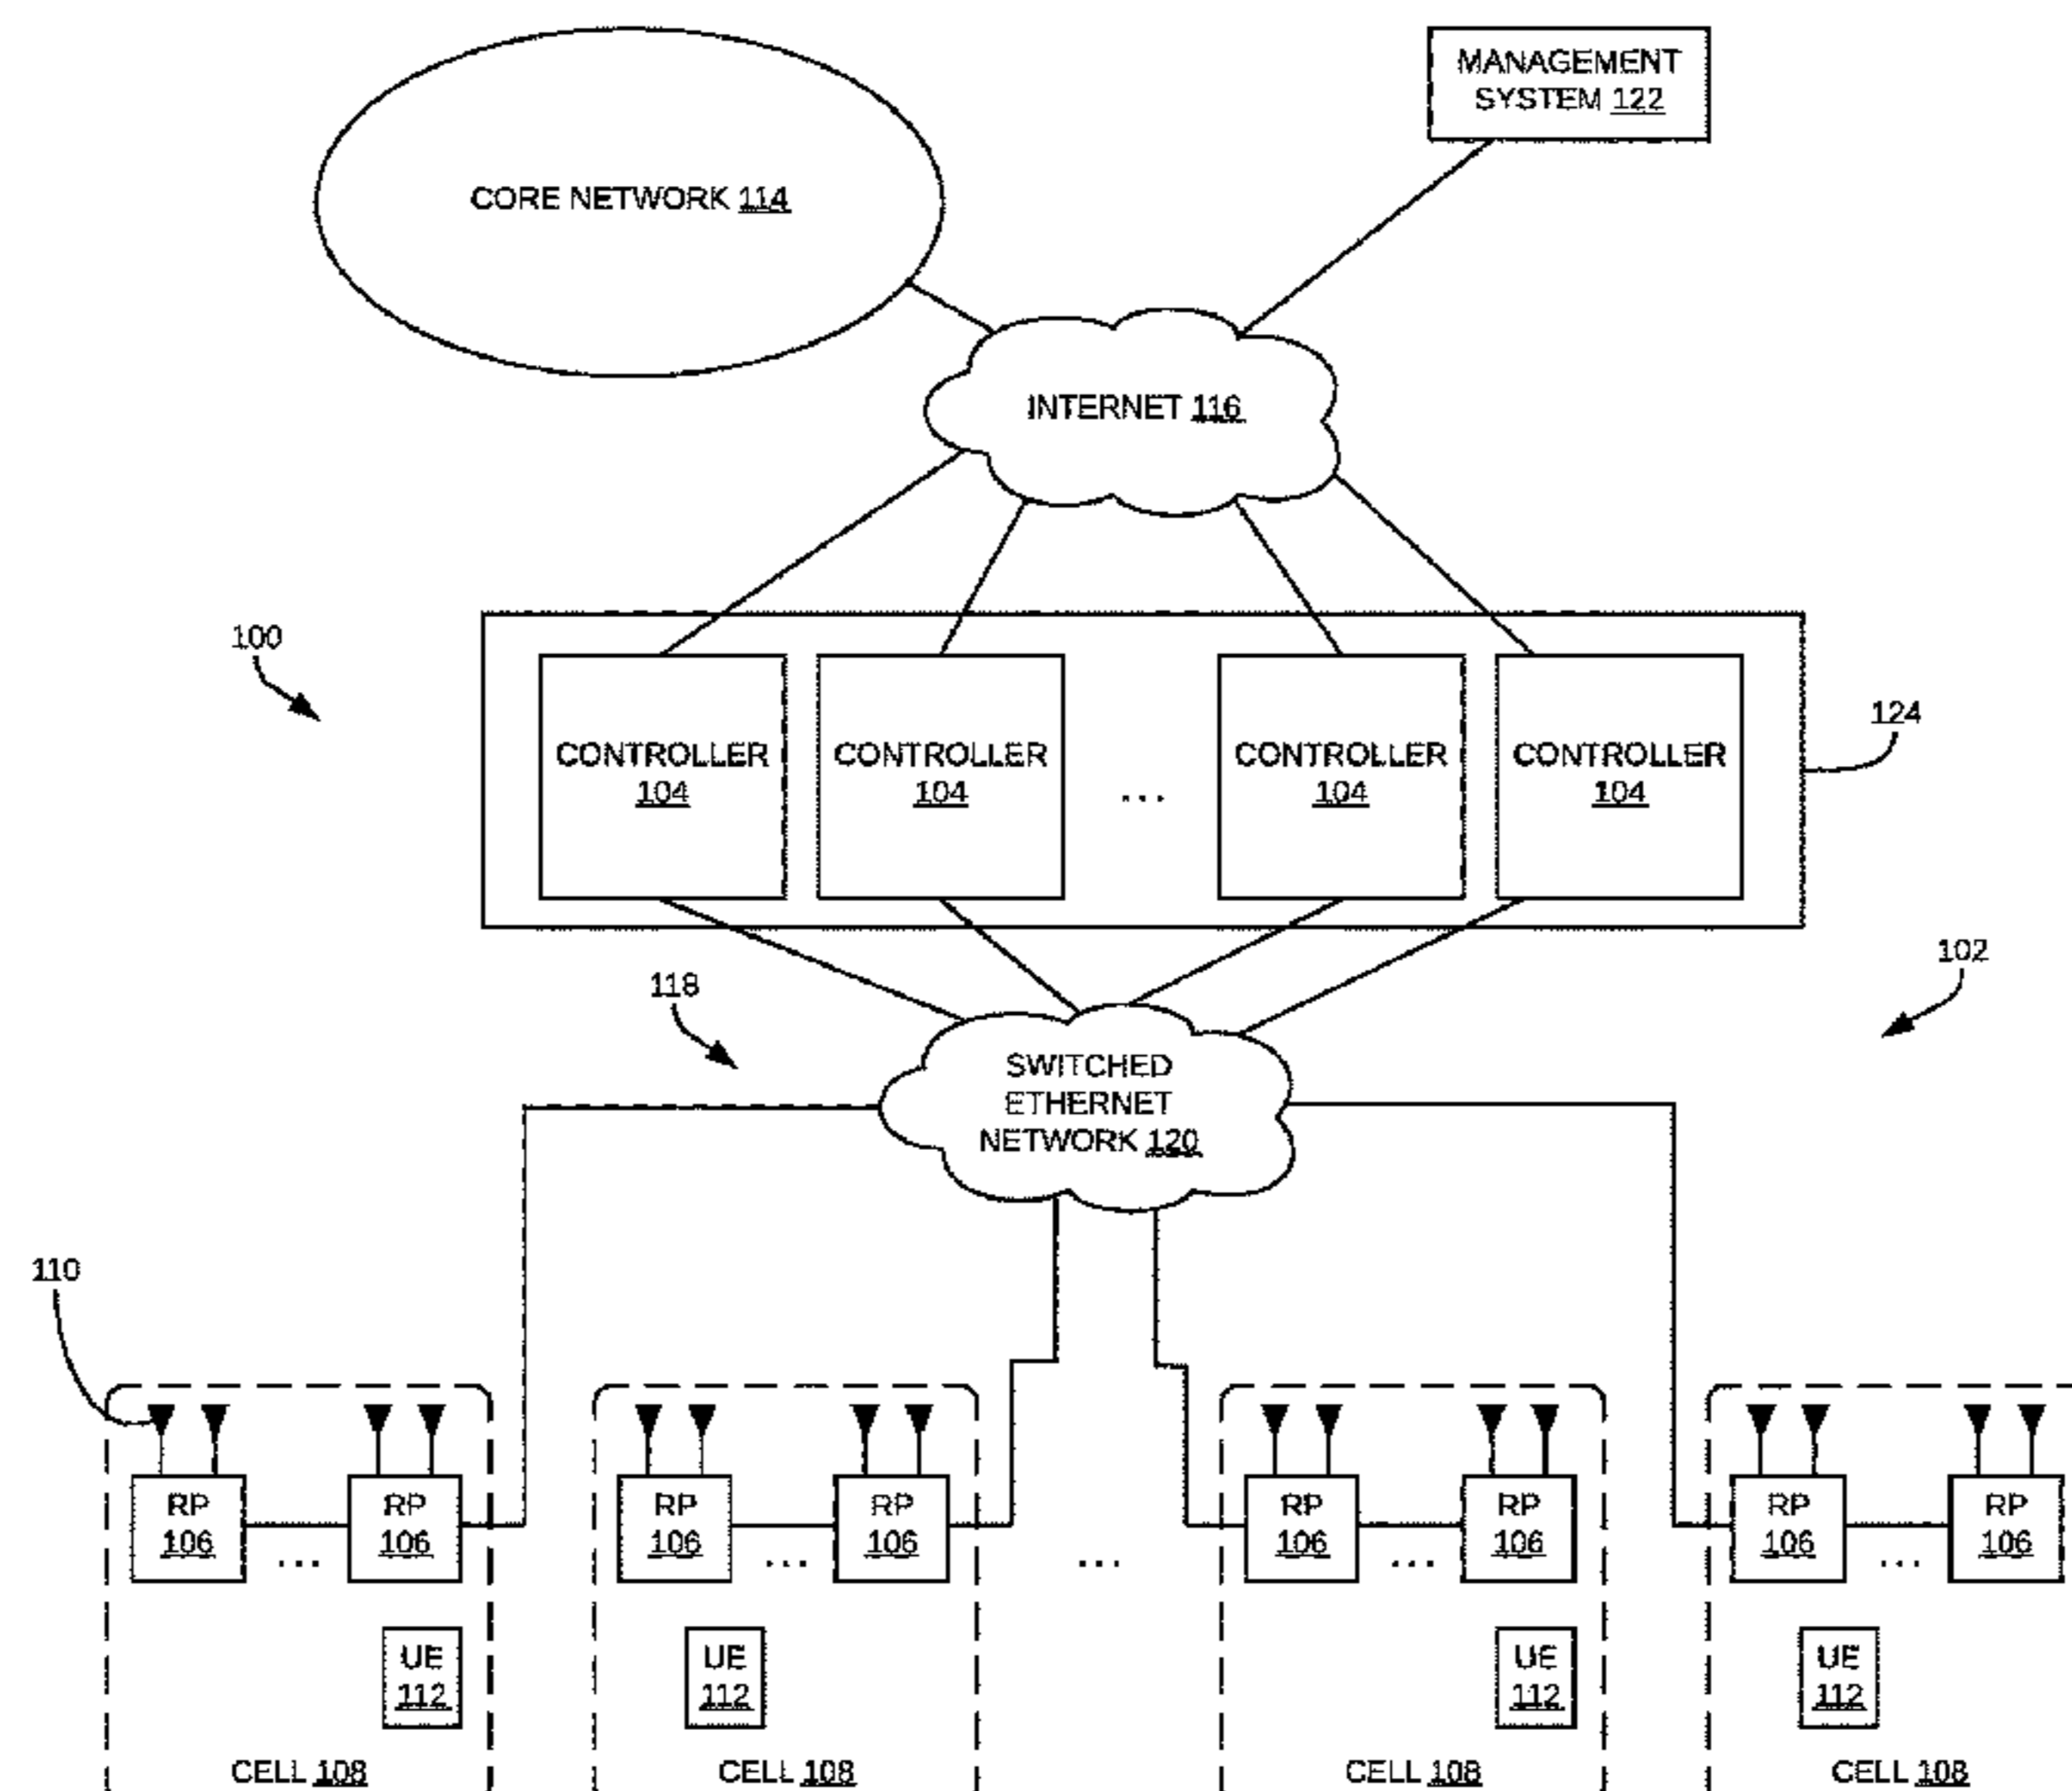 MANAGEMENT
SYSTEM 122
CORE NETWORK 114
INTERNET 116
100
124
CONTROLLER
104
CONTROLLER
104
...
CONTROLLER
104
CONTROLLER
104
102
118
SWITCHED
ETHERNET
NETWORK 120
110
RP
106
...
RP
106
RP
106
...
RP
106
...
RP
106
...
RP
106
RP
106
...
RP
106
UE
112
UE
112
UE
112
UE
112
CELL 108
CELL 108
CELL 108
CELL 108